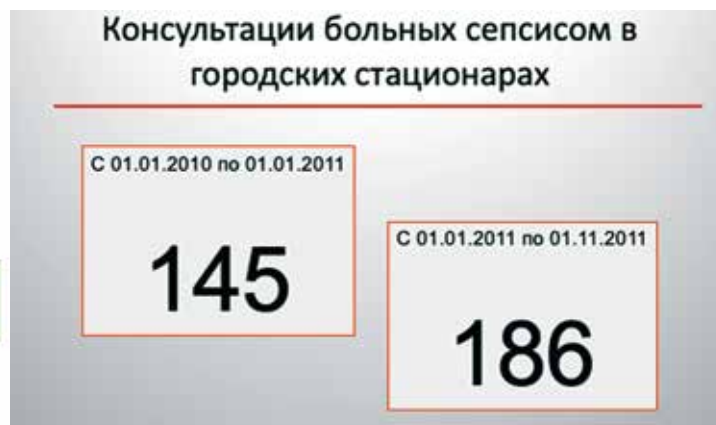 Консультации больных сепсисом в
городских стационарах
С 01.01.2010 по 01.01.2011
145
С 01.01.2011 по 01.11.2011
186